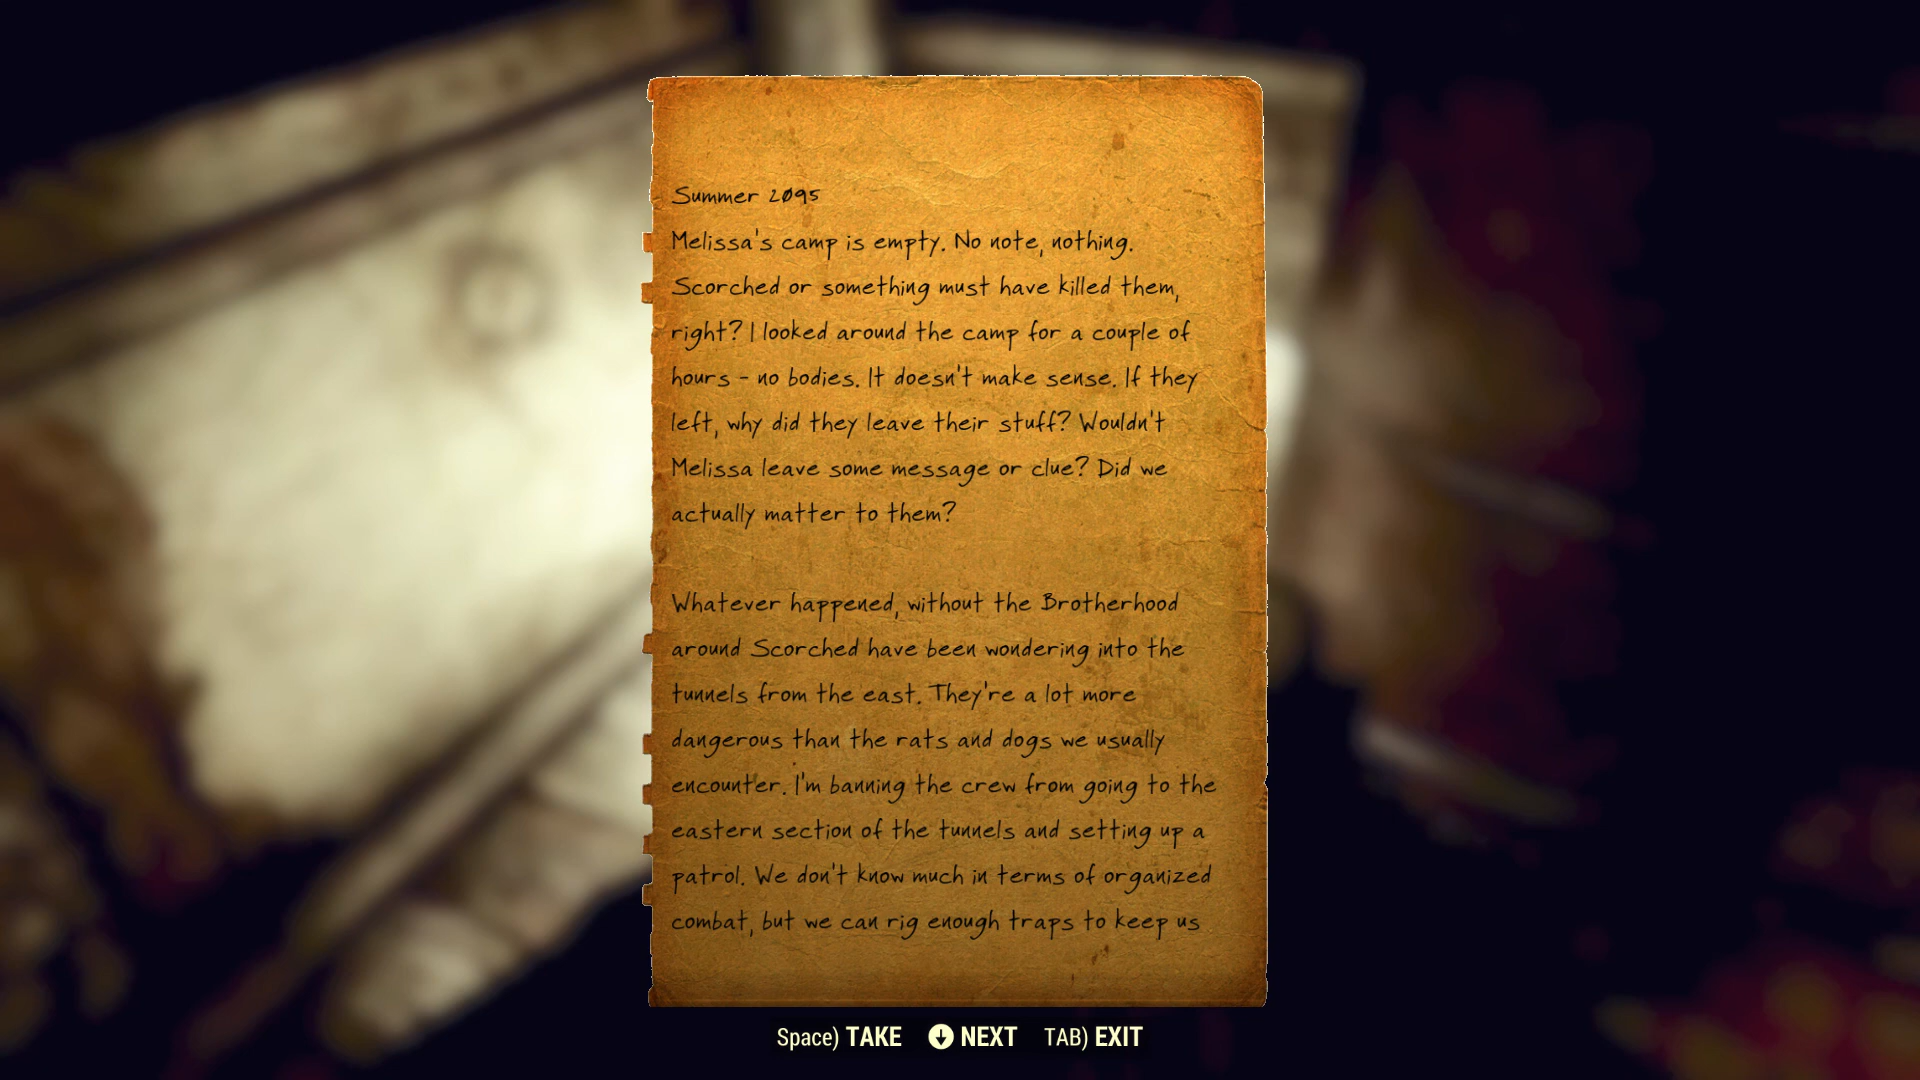 Summer 2095
Melissa's camp is empty. No note, nothing.
Scorched or something must have killed them,
right? I looked around the camp for a couple of
hours - no bodies. It doesn't make sense. If they
left, why did they leave their stuff? Wouldn't
Melissa leave some message or clue? Did we
actually matter to them?
Whatever happened, without the Brotherhood
around Scorched have been wondering into the
tunnels from the east. They're a lot more
dangerous than the rats and dogs we usually
encounter. I'm banning the crew from going to the
eastern section of the tunnels and setting up a
patrol. We don't know much in terms of organized
combat, but we can rig enough traps to keep us
Space) TAKE NEXT TAB) EXIT